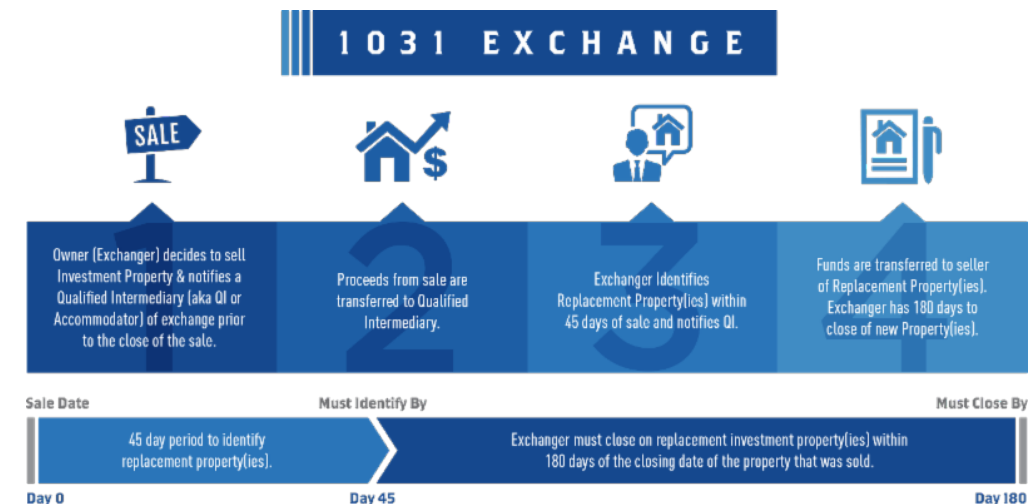 1031 EXCHANGE
SALE
$
1
Owner (Exchanger) decides to sell
Investment Property & notifies a
Qualified Intermediary (aka QI or
Accommodator) of exchange prior
to the close of the sale.
2
Proceeds from sale are
transferred to Qualified
Intermediary.
3
Exchanger Identifies
Replacement Property(ies) within
45 days of sale and notifies QI.
4
Funds are transferred to seller
of Replacement Property(ies).
Exchanger has 180 days to
close of new Property(ies).
Sale Date
Must Identify By
Must Close By
45 day period to identify
replacement property(ies).
Exchanger must close on replacement investment property(ies) within
180 days of the closing date of the property that was sold.
Day 0
Day 45
Day 180